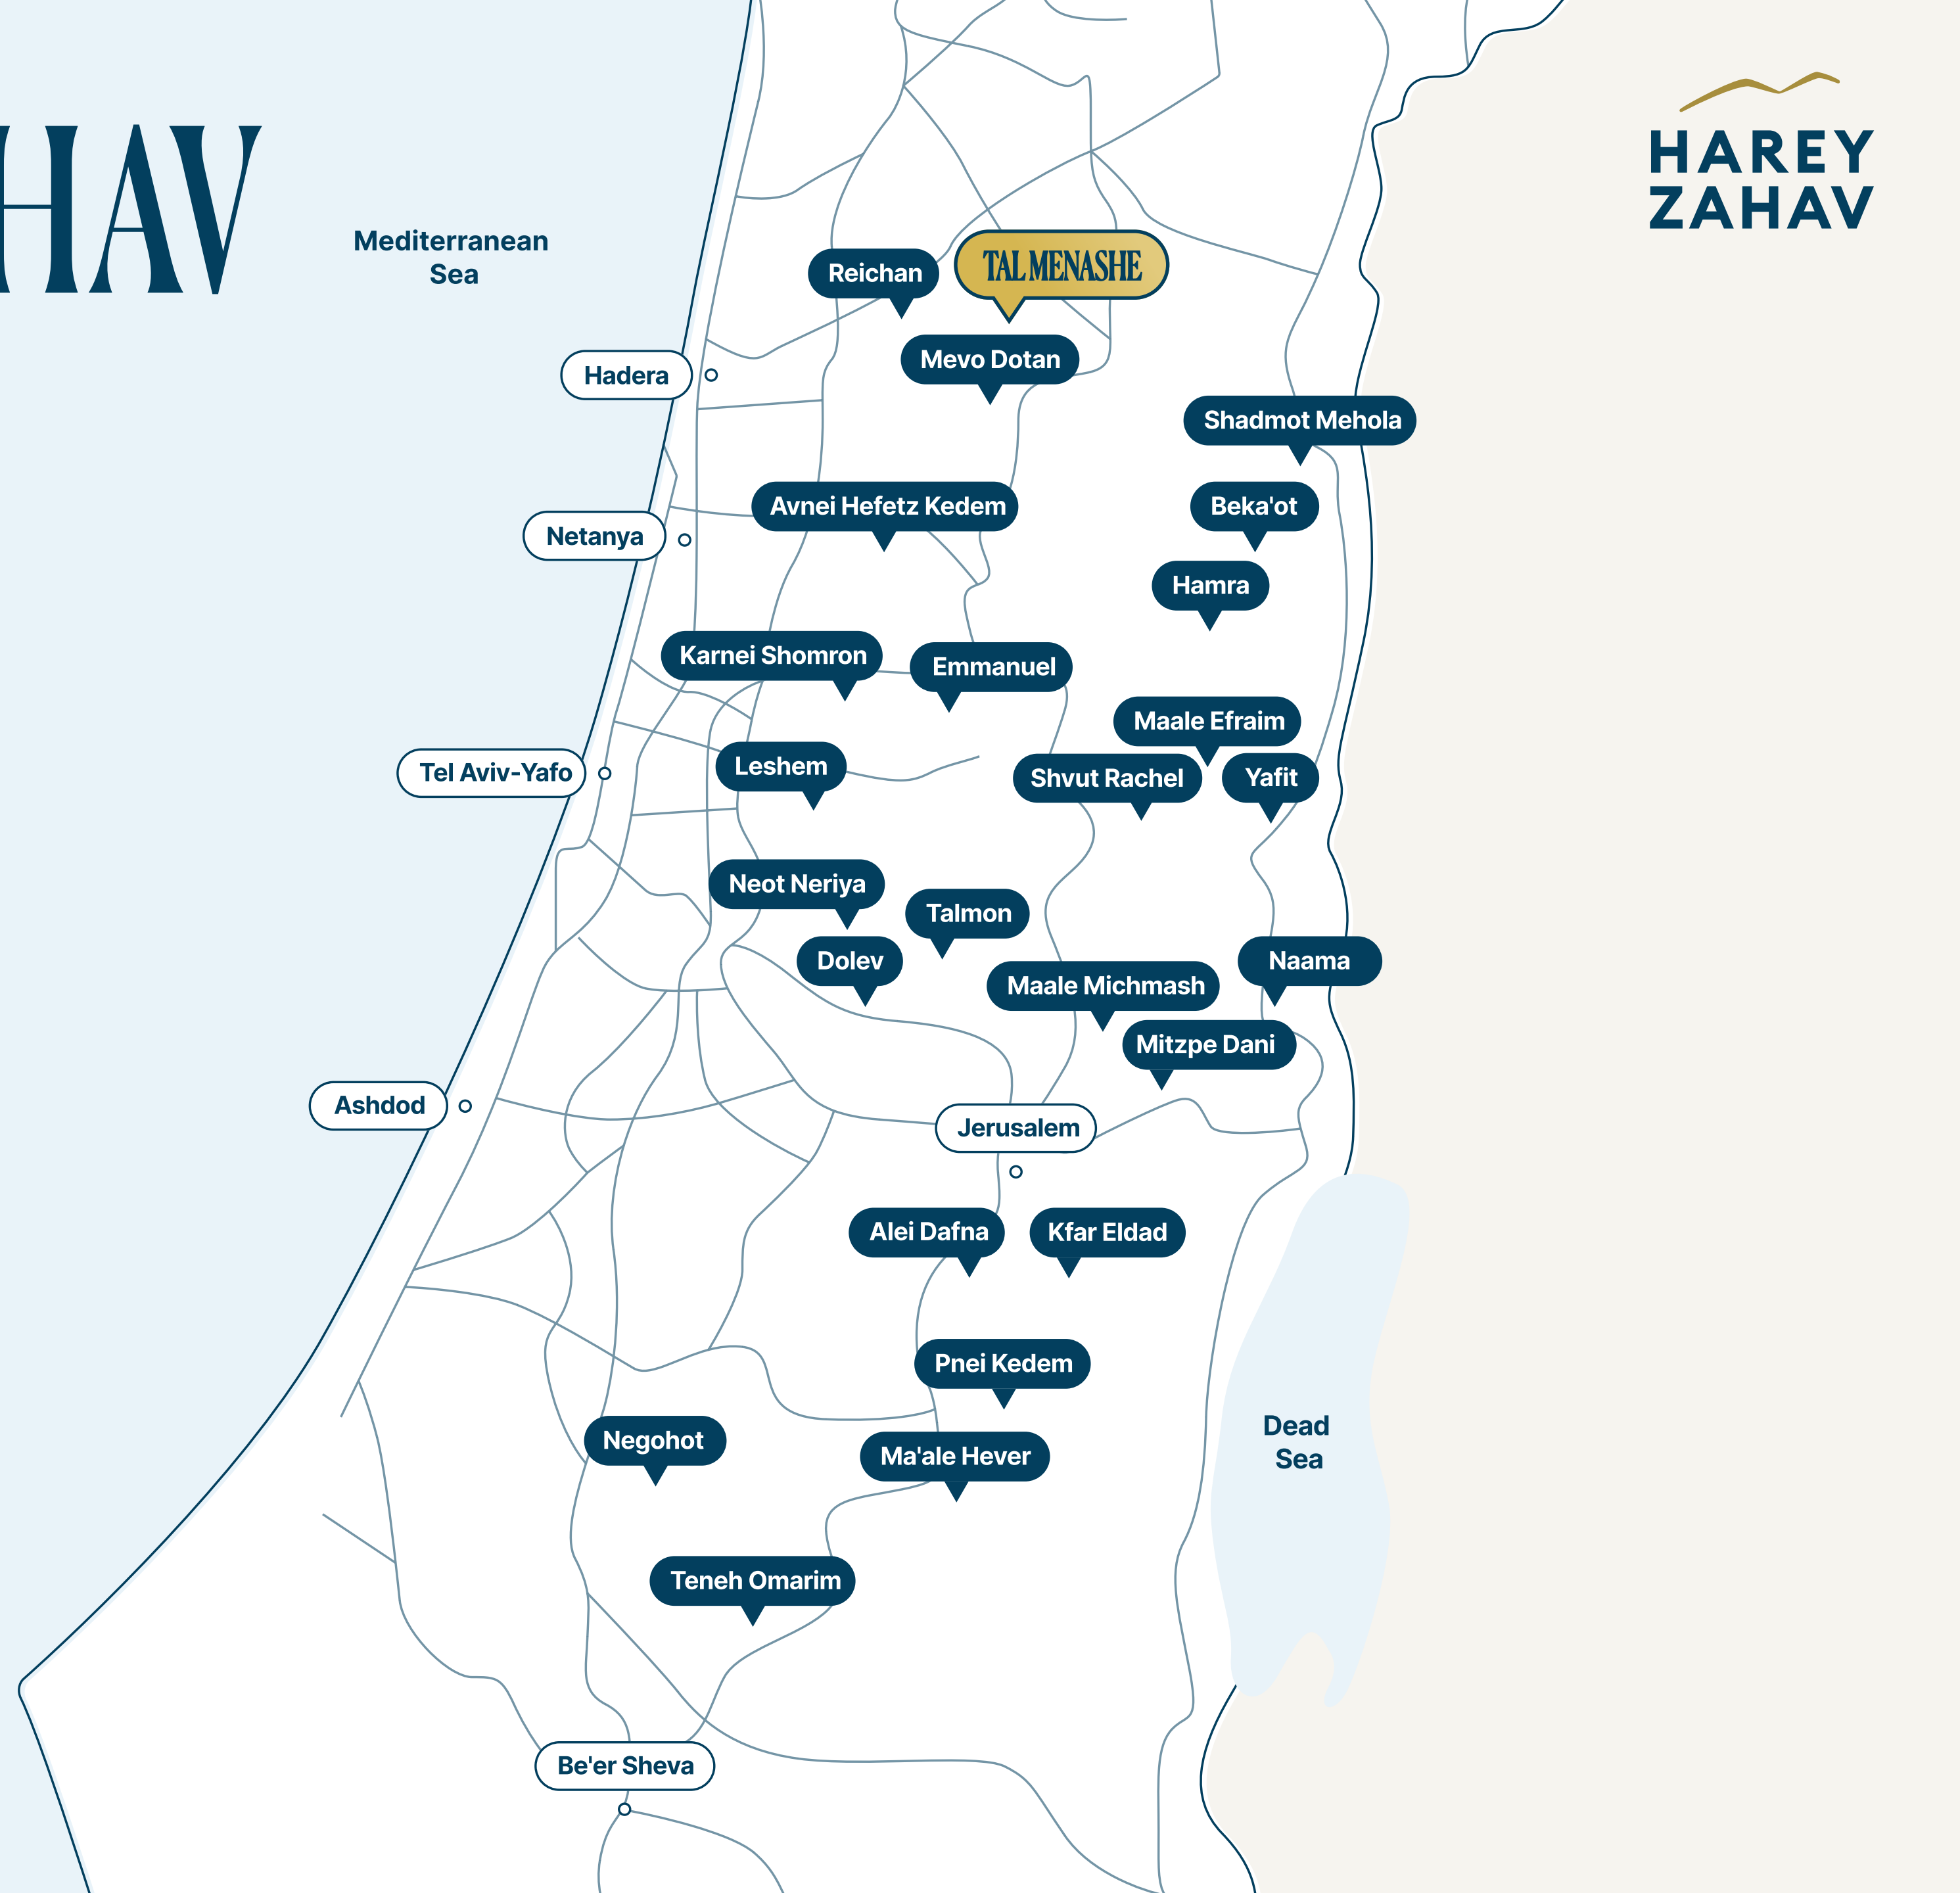 HAV
HAREY
ZAHAV
Mediterranean
Sea
Reichan
TAL MENASHE
Mevo Dotan
Hadera
Shadmot Mehola
Avnei Hefetz Kedem
Beka'ot
Netanya
Hamra
Karnei Shomron
Emmanuel
Maale Efraim
Leshem
Tel Aviv-Yafo
Shvut Rachel
Yafit
Neot Neriya
Talmon
Dolev
Naama
Maale Michmash
Mitzpe Dani
Ashdod
Jerusalem
Alei Dafna
Kfar Eldad
Pnei Kedem
Dead
Sea
Negohot
Ma'ale Hever
Teneh Omarim
Be'er Sheva